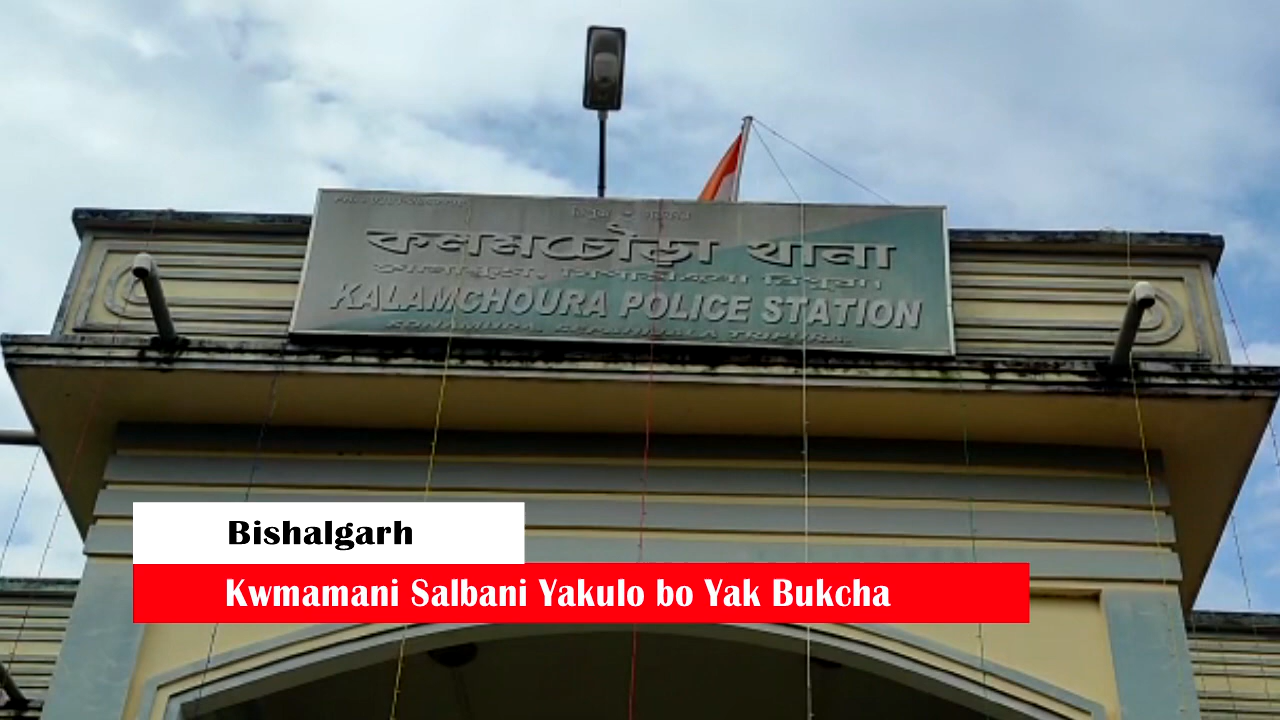 কলমচৌড়া থানা
KALAMCHOURA POLICE STATION
Bishalgarh
Kwmamani Salbani Yakulo bo Yak Bukcha